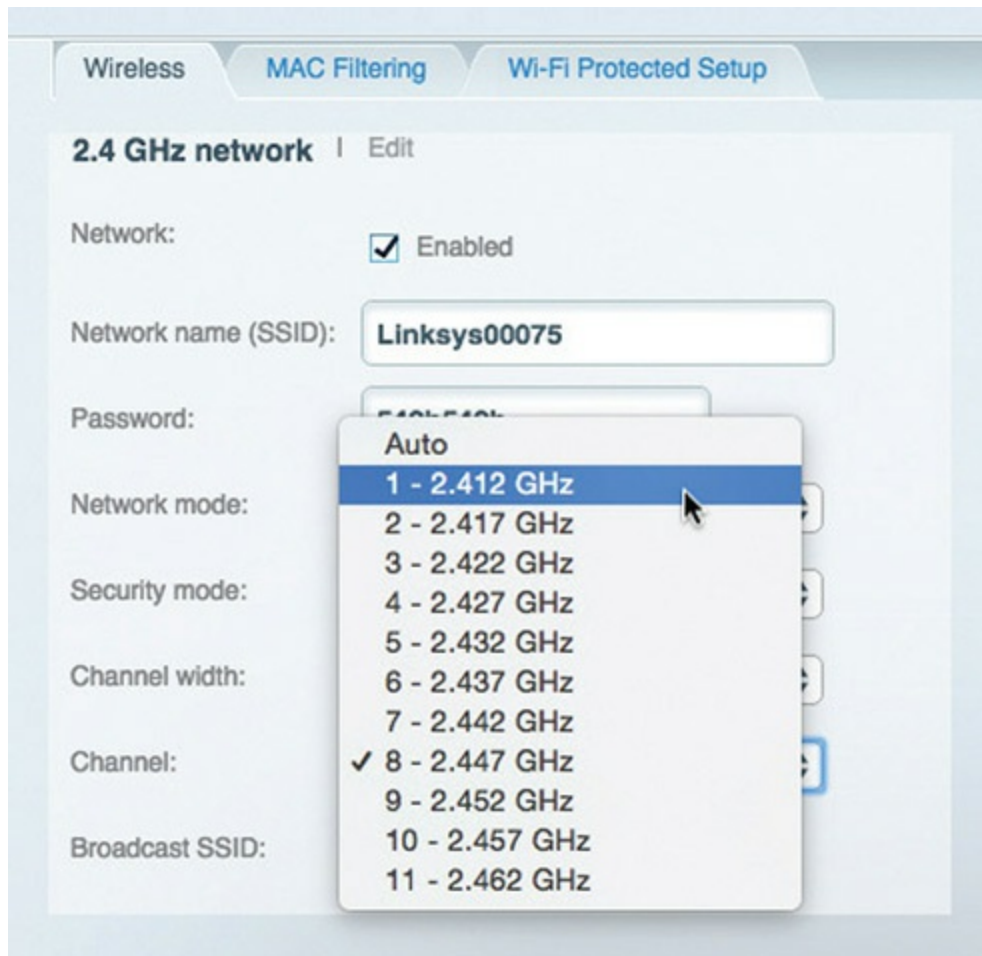 Wireless MAC Filtering Wi-Fi Protected Setup
2.4 GHz network | Edit
Network: Enabled
Network name (SSID): Linksys00075
Password:
Auto
1 - 2.412 GHz
Network mode:
2 - 2.417 GHz
3 - 2.422 GHz
Security mode:
4 - 2.427 GHz
5 - 2.432 GHz
Channel width:
6 - 2.437 GHz
7 - 2.442 GHz
Channel:
8 - 2.447 GHz
9 - 2.452 GHz
Broadcast SSID:
10 - 2.457 GHz
11 - 2.462 GHz